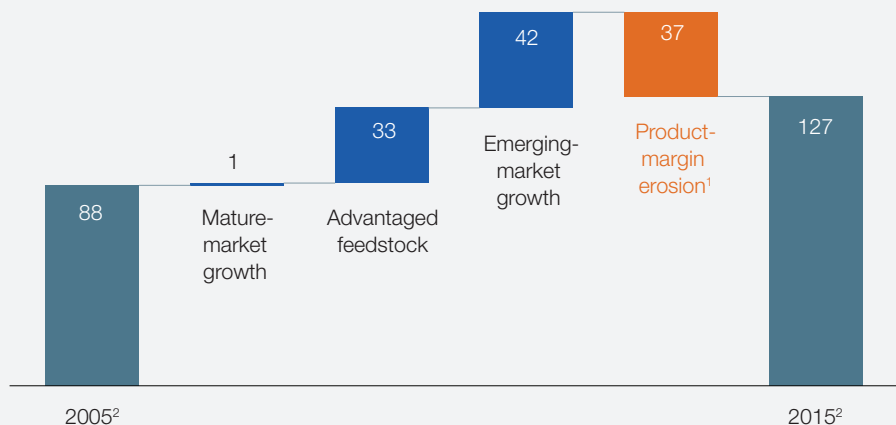 88
2005²
1
Mature-
market
growth
33
Advantaged
feedstock
42
Emerging-
market
growth
37
Product-
margin
erosion¹
127
2015²